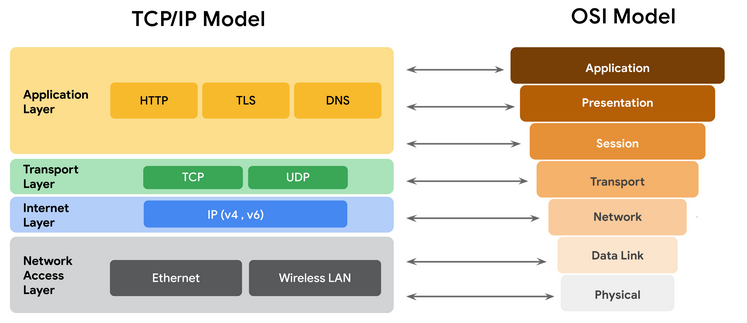 TCP/IP Model
OSI Model
Application
Layer
HTTP
TLS
DNS
Transport
Layer
TCP
UDP
Internet
Layer
IP (v4 , v6)
Network
Access
Layer
Ethernet
Wireless LAN
Application
Presentation
Session
Transport
Network
Data Link
Physical